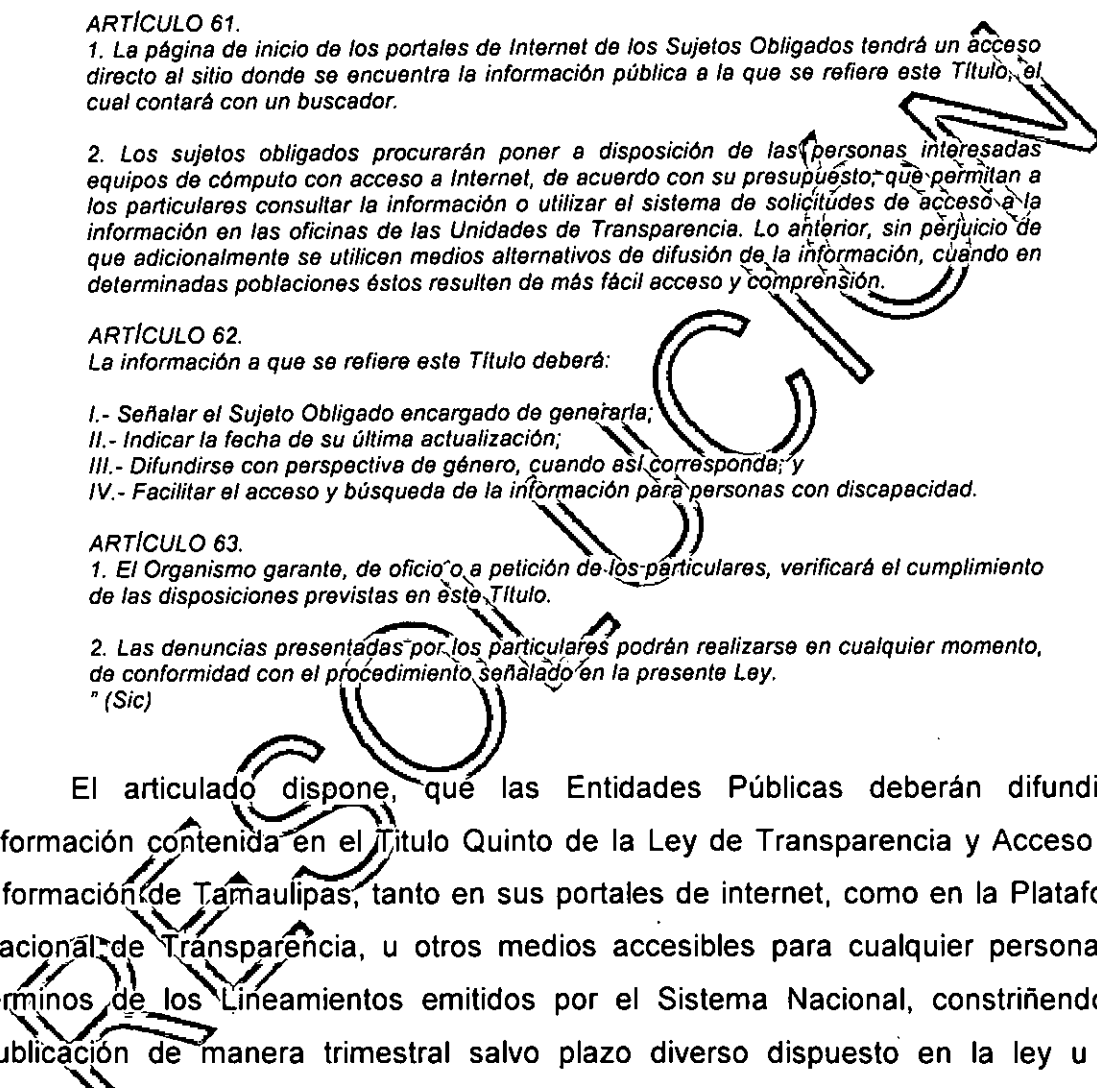 ARTÍCULO 61.
1. La página de inicio de los portales de Internet de los Sujetos Obligados tendrá un acceso
directo al sitio donde se encuentra la información pública a la que se refiere este Título, el
cual contará con un buscador.
2. Los sujetos obligados procurarán poner a disposición de las personas interesadas
equipos de cómputo con acceso a Internet, de acuerdo con su presupuesto, que permitan a
los particulares consultar la información o utilizar el sistema de solicitudes de acceso a la
información en las oficinas de las Unidades de Transparencia. Lo anterior, sin perjuicio de
que adicionalmente se utilicen medios alternativos de difusión de la información, cuando en
determinadas poblaciones éstos resulten de más fácil acceso y comprensión.
ARTÍCULO 62.
La información a que se refiere este Título deberá:
I.- Señalar el Sujeto Obligado encargado de generarla;
II.- Indicar la fecha de su última actualización;
III.- Difundirse con perspectiva de género, cuando así corresponda; y
IV.- Facilitar el acceso y búsqueda de la información para personas con discapacidad.
ARTÍCULO 63.
1. El Organismo garante, de oficio o a petición de los particulares, verificará el cumplimiento
de las disposiciones previstas en este Título.
2. Las denuncias presentadas por los particulares podrán realizarse en cualquier momento,
de conformidad con el procedimiento señalado en la presente Ley.
" (Sic)
El articulado dispone, que las Entidades Públicas deberán difundi
formación contenida en el Titulo Quinto de la Ley de Transparencia y Acceso
formación de Tamaulipas, tanto en sus portales de internet, como en la Platafo
acional de Transparencia, u otros medios accesibles para cualquier persona
rminos de los Lineamientos emitidos por el Sistema Nacional, constriñendo
ublicación de manera trimestral salvo plazo diverso dispuesto en la ley u
RESOLUCIÓN